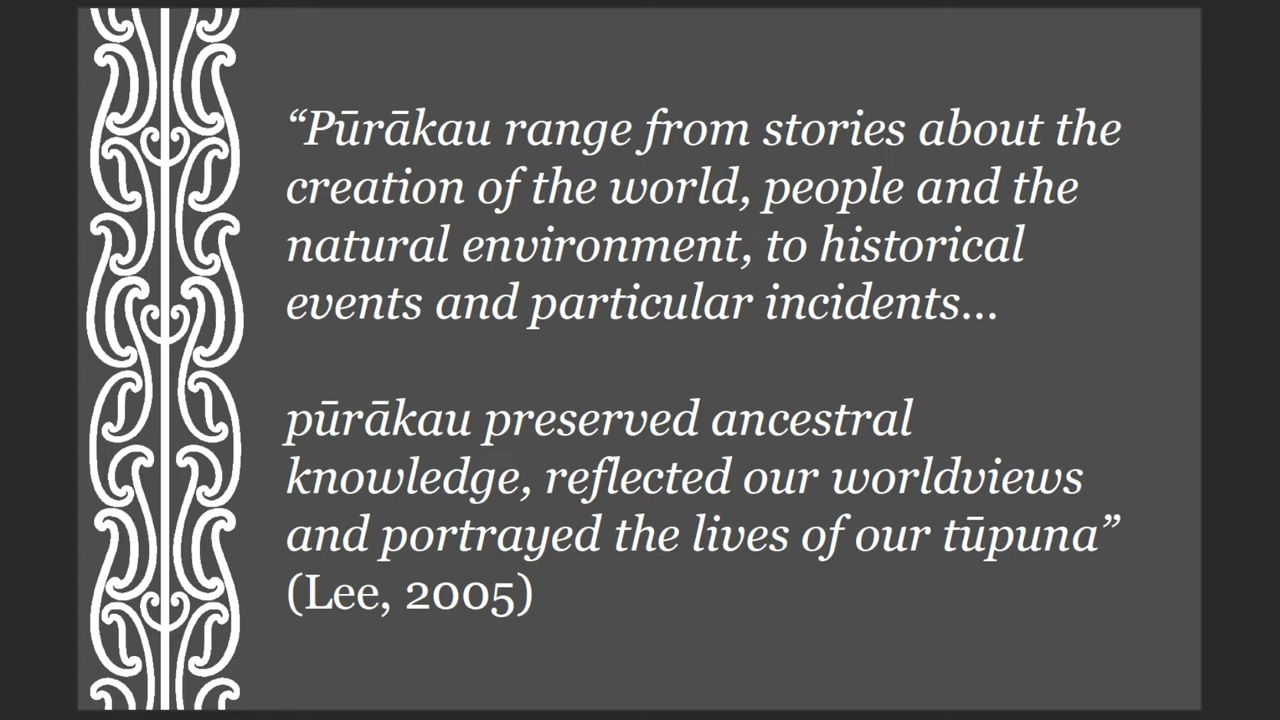 “Pūrākau range from stories about the
creation of the world, people and the
natural environment, to historical
events and particular incidents...
pūrākau preserved ancestral
knowledge, reflected our worldviews
and portrayed the lives of our tūpuna”
(Lee, 2005)